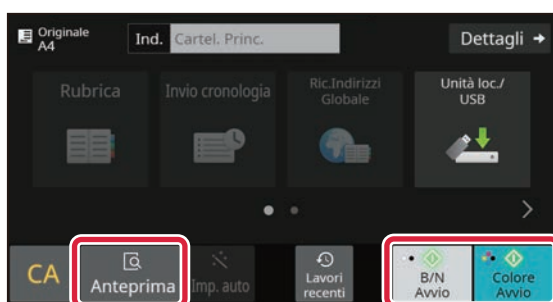 Originale
A4
Ind. Cartel. Princ.
Dettagli
Rubrica
Invio cronologia
Ric.Indirizzi
Globale
Unità loc./
USB
CA
Anteprima
Imp. auto
Lavori
recenti
B/N
Avvio
Colore
Avvio